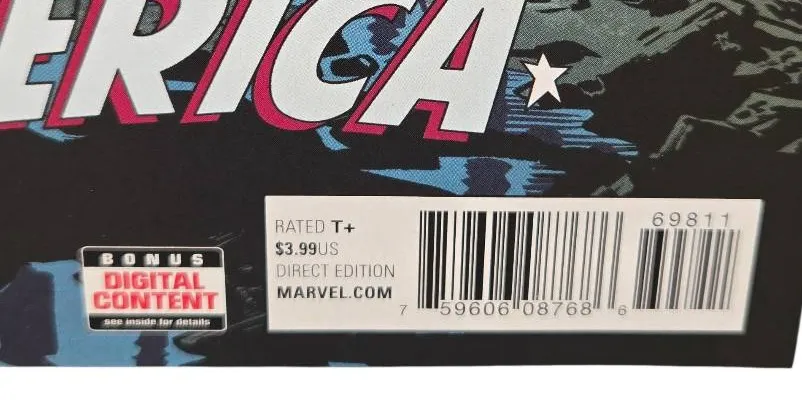 ERICA
RATED T+
$3.99US
DIRECT EDITION
MARVEL.COM
69811
7 59606 08768 6
BONUS
DIGITAL
CONTENT
see inside for details